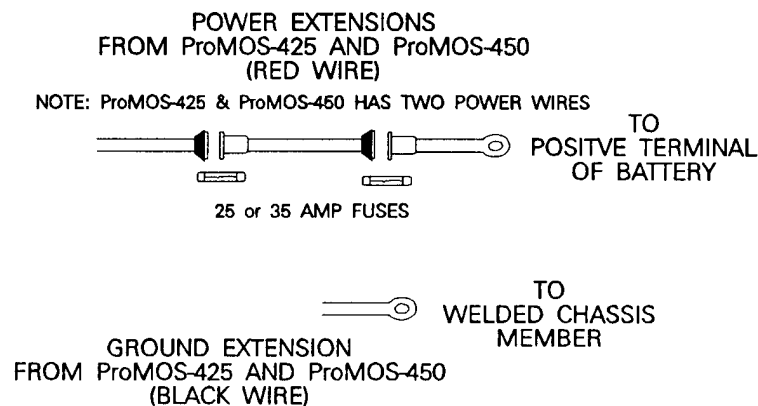 POWER EXTENSIONS
FROM ProMOS-425 AND ProMOS-450
(RED WIRE)
NOTE: ProMOS-425 & ProMOS-450 HAS TWO POWER WIRES
TO
POSITVE TERMINAL
OF BATTERY
25 or 35 AMP FUSES
TO
WELDED CHASSIS
MEMBER
GROUND EXTENSION
FROM ProMOS-425 AND ProMOS-450
(BLACK WIRE)